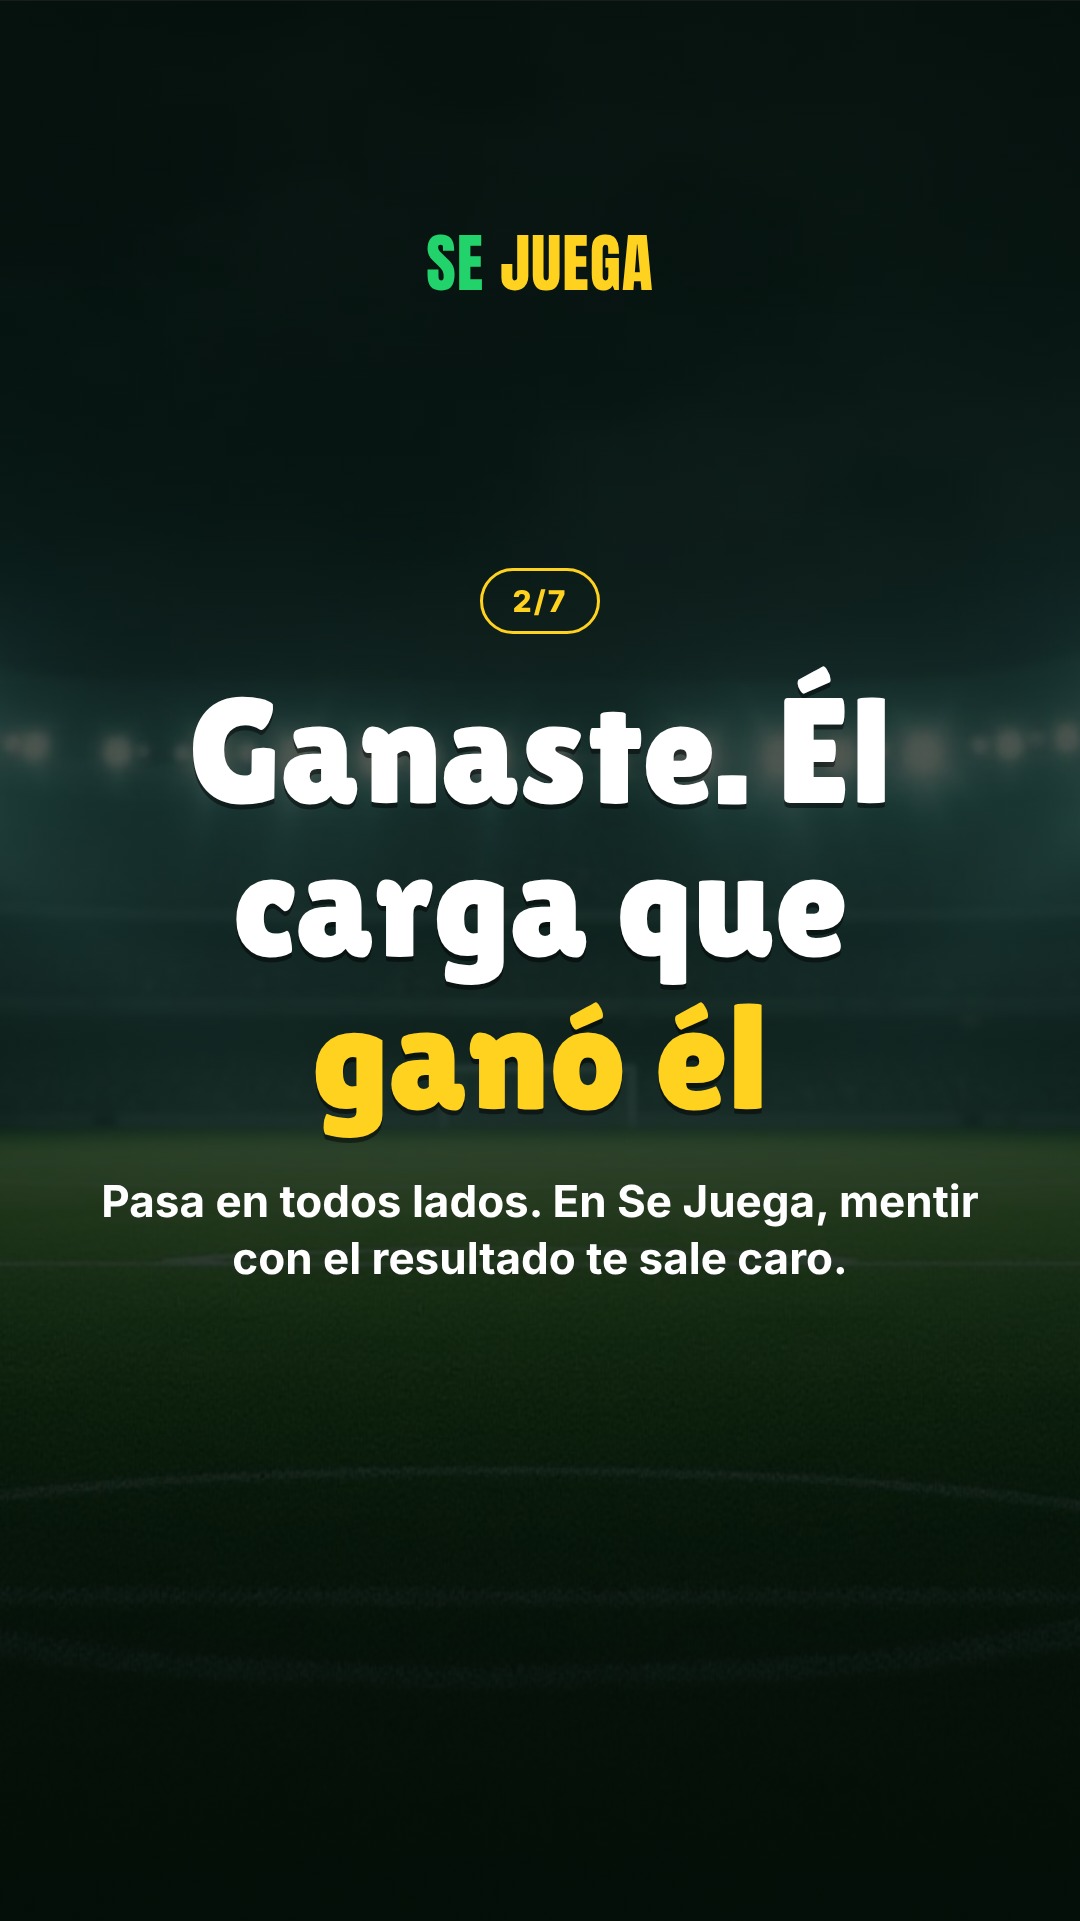 SE JUEGA
2/7
Ganaste. Él
carga que
ganó él
Pasa en todos lados. En Se Juega, mentir
con el resultado te sale caro.